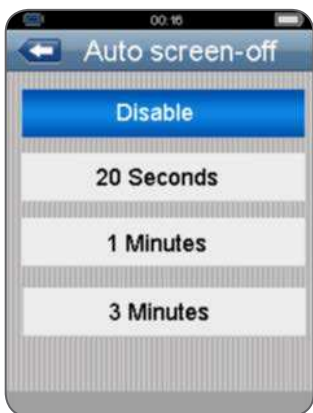 00:16
Auto screen-off
Disable
20 Seconds
1 Minutes
3 Minutes